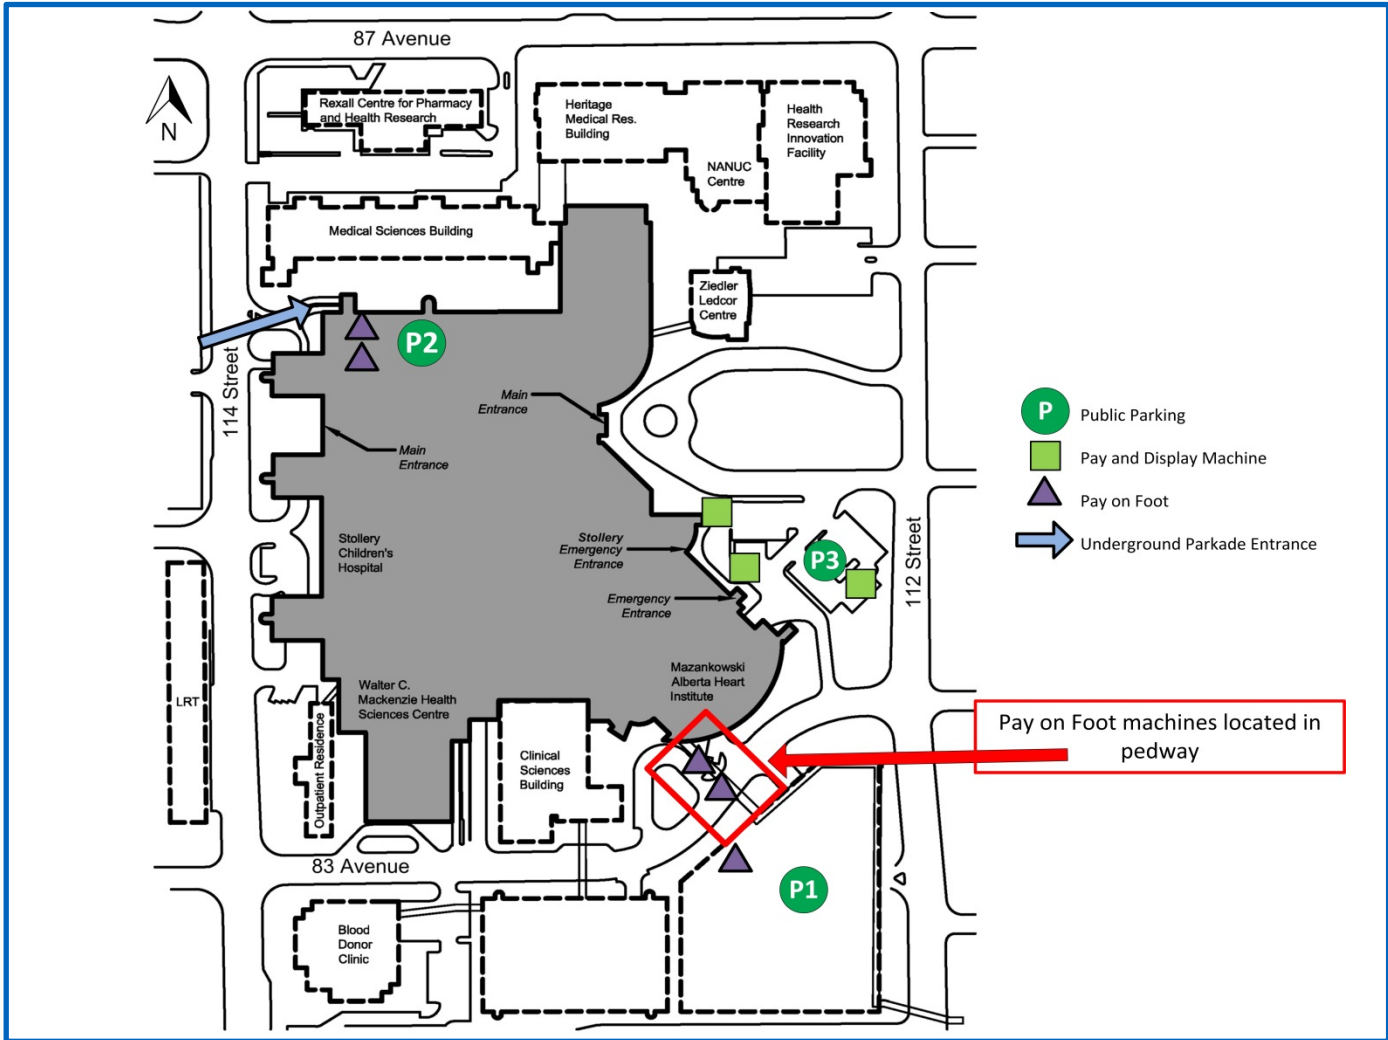 87 Avenue
N
Rexall Centre for Pharmacy
and Health Research
Heritage
Medical Res.
Building
Health
Research
Innovation
Facility
NANUC
Centre
Medical Sciences Building
Ziedler
Ledcor
Centre
P2
114 Street
Main
Entrance
Main
Entrance
P
Public Parking
Pay and Display Machine
Pay on Foot
Underground Parkade Entrance
Stollery
Children's
Hospital
Stollery
Emergency
Entrance
P3
112 Street
Emergency
Entrance
LRT
Outpatient Residence
Walter C.
Mackenzie Health
Sciences Centre
Mazankowski
Alberta Heart
Institute
Pay on Foot machines located in
pedway
Clinical
Sciences
Building
83 Avenue
P1
Blood
Donor
Clinic